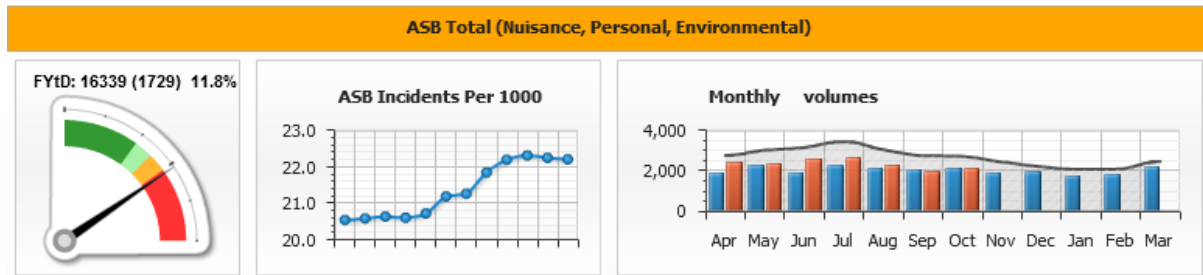 ASB Total (Nuisance, Personal, Environmental)
FYtD: 16339 (1729) 11.8%
ASB Incidents Per 1000
23.0
22.0
21.0
20.0
Monthly volumes
4,000
2,000
0
Apr May Jun Jul Aug Sep Oct Nov Dec Jan Feb Mar